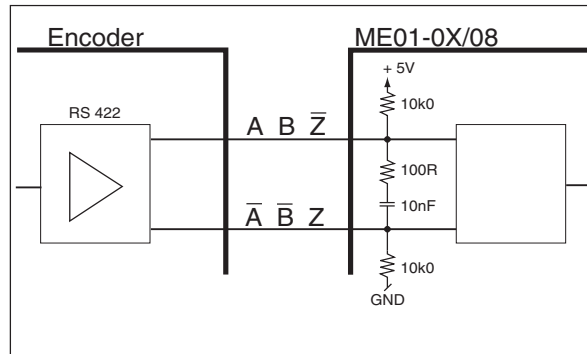 Encoder
ME01-0X/08
+ 5V
10k0
RS 422
A B Z̅
100R
10nF
A̅ B̅ Z
10k0
GND